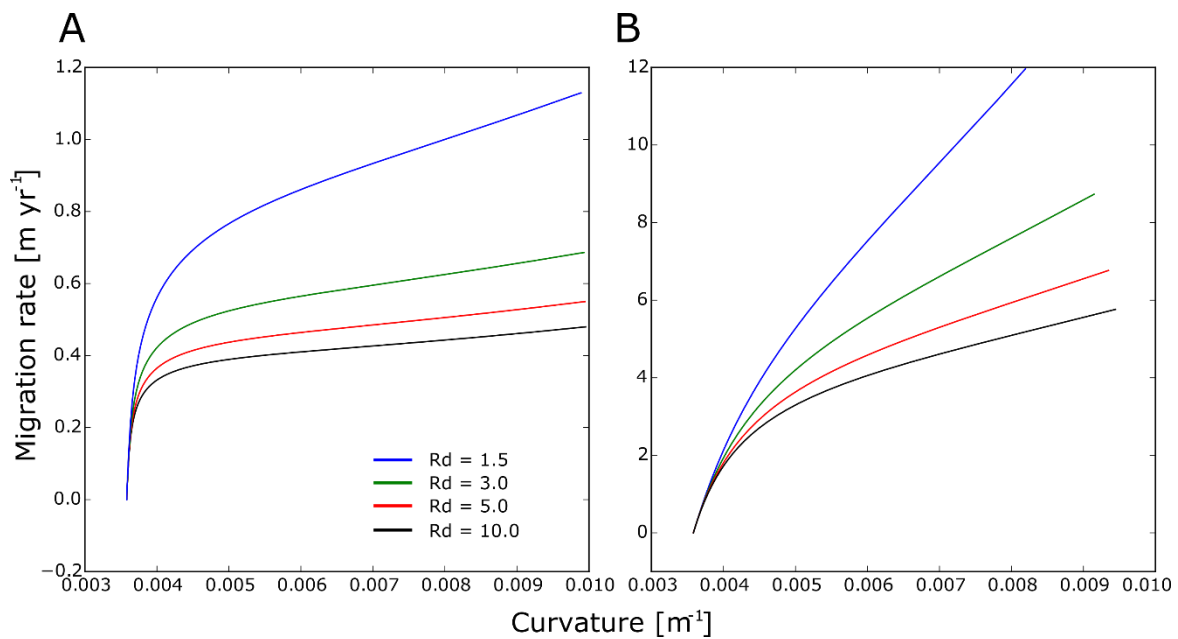 A
B
Migration rate [m yr⁻¹]
1.2
1.0
0.8
0.6
0.4
0.2
0.0
−0.2
0.003 0.004 0.005 0.006 0.007 0.008 0.009 0.010
Rd = 1.5
Rd = 3.0
Rd = 5.0
Rd = 10.0
12
10
8
6
4
2
0
0.003 0.004 0.005 0.006 0.007 0.008 0.009 0.010
Curvature [m⁻¹]